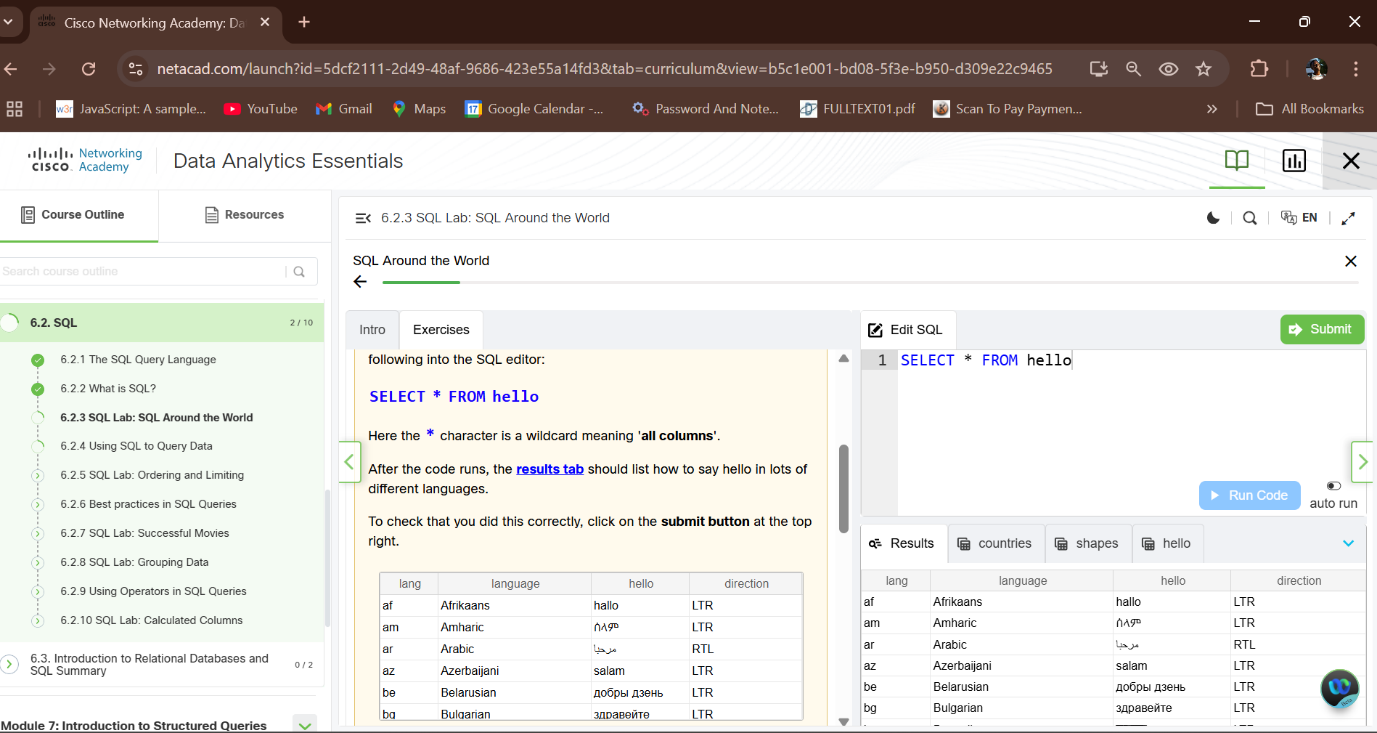 Cisco Networking Academy: Da
netacad.com/launch?id=5dcf2111-2d49-48af-9686-423e55a14fd3&tab=curriculum&view=b5c1e001-bd08-5f3e-b950-d309e22c9465
JavaScript: A sample... YouTube Gmail Maps Google Calendar -... Password And Note... FULLTEXT01.pdf Scan To Pay Paymen... » All Bookmarks
CISCO Networking Academy
Data Analytics Essentials
Course Outline
Resources
Search course outline
6.2. SQL 2 / 10
6.2.1 The SQL Query Language
6.2.2 What is SQL?
6.2.3 SQL Lab: SQL Around the World
6.2.4 Using SQL to Query Data
6.2.5 SQL Lab: Ordering and Limiting
6.2.6 Best practices in SQL Queries
6.2.7 SQL Lab: Successful Movies
6.2.8 SQL Lab: Grouping Data
6.2.9 Using Operators in SQL Queries
6.2.10 SQL Lab: Calculated Columns
6.3. Introduction to Relational Databases and
SQL Summary 0 / 2
Module 7: Introduction to Structured Queries
6.2.3 SQL Lab: SQL Around the World
EN
SQL Around the World
Intro Exercises
following into the SQL editor:
SELECT * FROM hello
Here the * character is a wildcard meaning 'all columns'.
After the code runs, the results tab should list how to say hello in lots of
different languages.
To check that you did this correctly, click on the submit button at the top
right.
lang language hello direction
af Afrikaans hallo LTR
am Amharic ሰላም LTR
ar Arabic مرحبا RTL
az Azerbaijani salam LTR
be Belarusian добры дзень LTR
bg Bulgarian здравейте LTR
Edit SQL
Submit
1 SELECT * FROM hello
Run Code
auto run
Results countries shapes hello
lang language hello direction
af Afrikaans hallo LTR
am Amharic ሰላም LTR
ar Arabic مرحبا RTL
az Azerbaijani salam LTR
be Belarusian добры дзень LTR
bg Bulgarian здравейте LTR